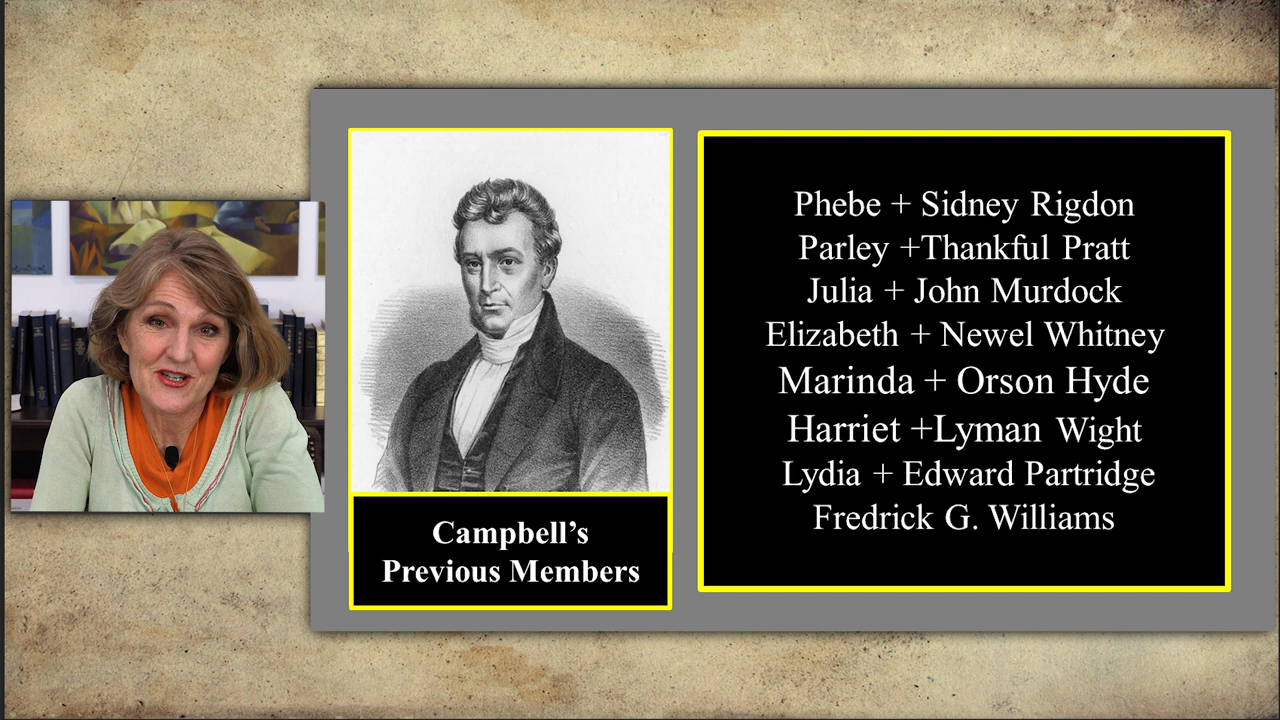 Campbell’s
Previous Members
Phebe + Sidney Rigdon
Parley +Thankful Pratt
Julia + John Murdock
Elizabeth + Newel Whitney
Marinda + Orson Hyde
Harriet +Lyman Wight
Lydia + Edward Partridge
Fredrick G. Williams